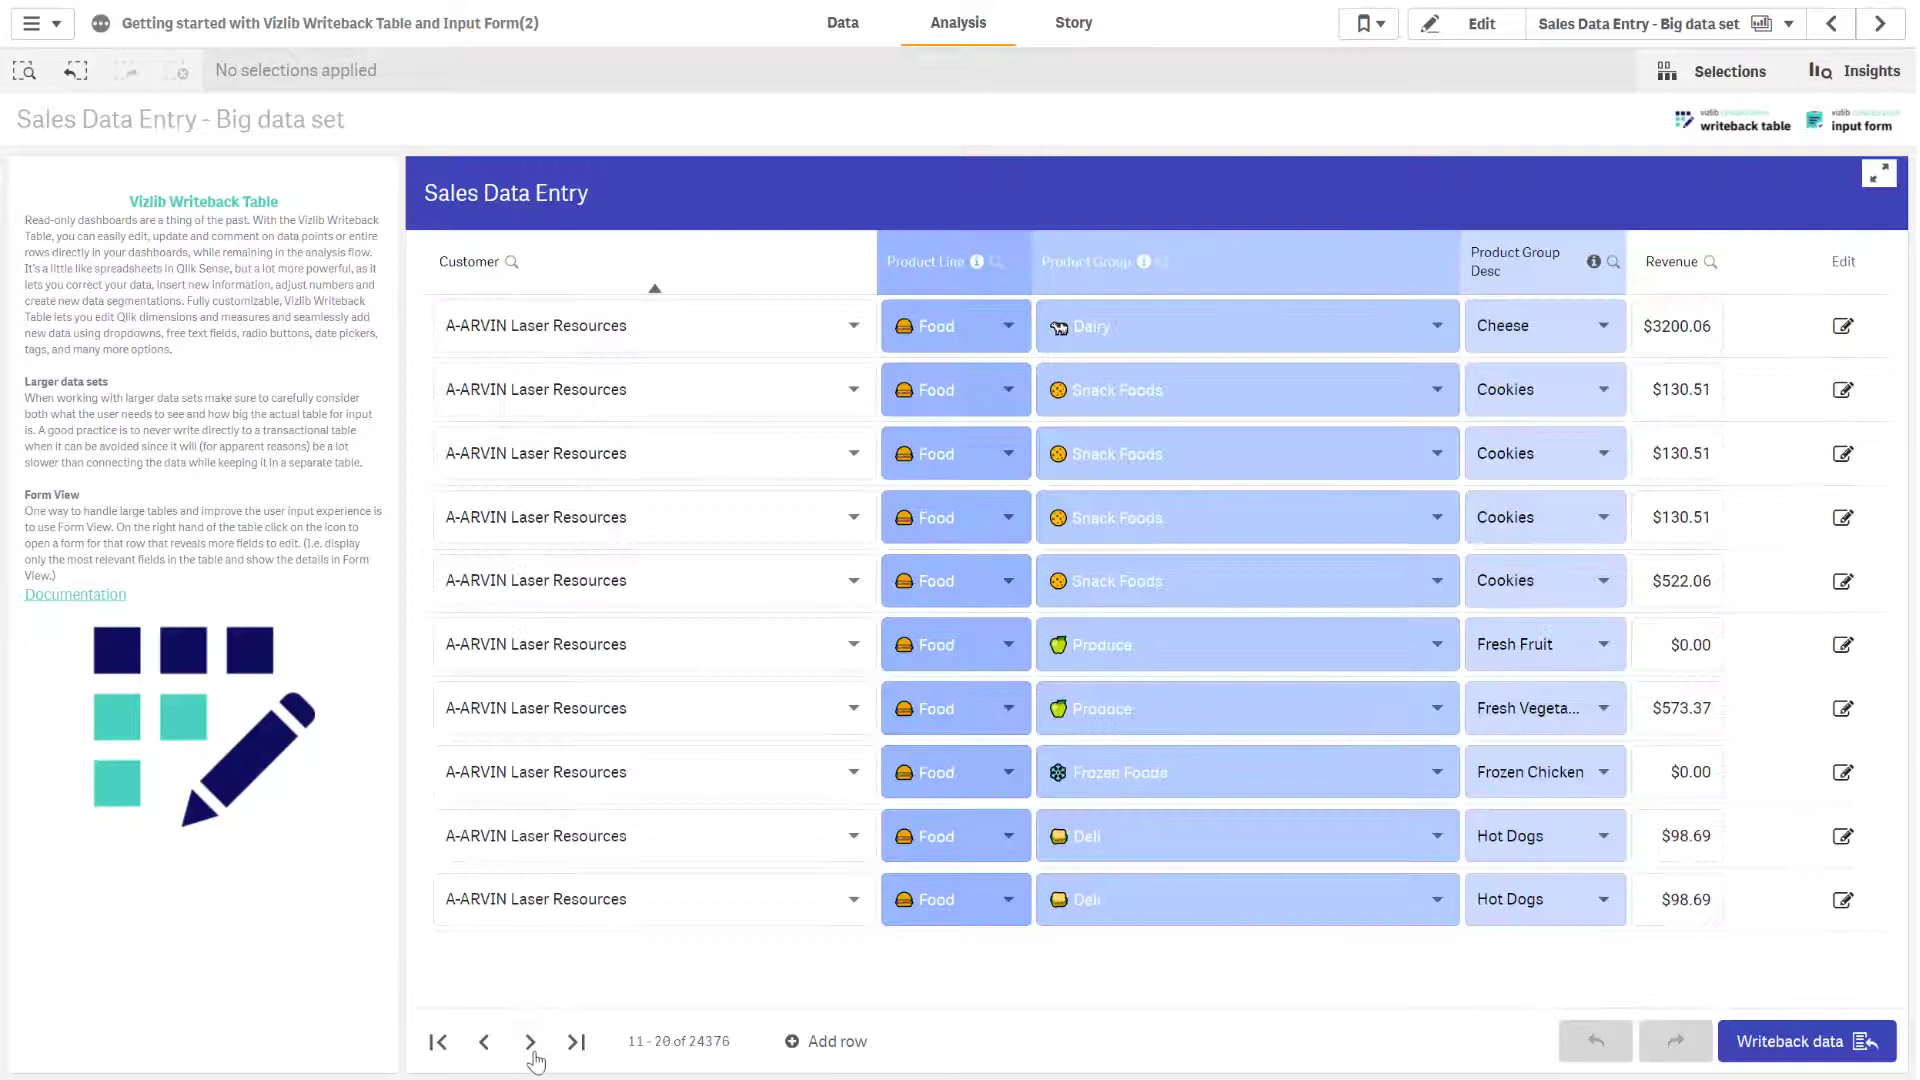 Getting started with Vizlib Writeback Table and Input Form(2)
Data
Analysis
Story
Edit
Sales Data Entry - Big data set
No selections applied
Selections
Insights
Sales Data Entry - Big data set
vizlib collaboration
writeback table
vizlib collaboration
input form
Vizlib Writeback Table
Read-only dashboards are a thing of the past. With the Vizlib Writeback
Table, you can easily edit, update and comment on data points or entire
rows directly in your dashboards, while remaining in the analysis flow.
It's a little like spreadsheets in Qlik Sense, but a lot more powerful, as it
lets you correct your data, insert new information, adjust numbers and
create new data segmentations. Fully customizable, Vizlib Writeback
Table lets you edit Qlik dimensions and measures and seamlessly add
new data using dropdowns, free text fields, radio buttons, date pickers,
tags, and many more options.
Larger data sets
When working with larger data sets make sure to carefully consider
both what the user needs to see and how big the actual table for input
is. A good practice is to never write directly to a transactional table
when it can be avoided since it will (for apparent reasons) be a lot
slower than connecting the data while keeping it in a separate table.
Form View
One way to handle large tables and improve the user input experience is
to use Form View. On the right hand of the table click on the icon to
open a form for that row that reveals more fields to edit. (I.e. display
only the most relevant fields in the table and show the details in Form
View.)
Documentation
Sales Data Entry
Customer
Product Line
Product Group
Product Group
Desc
Revenue
Edit
A-ARVIN Laser Resources Food Dairy Cheese $3200.06
A-ARVIN Laser Resources Food Snack Foods Cookies $130.51
A-ARVIN Laser Resources Food Snack Foods Cookies $130.51
A-ARVIN Laser Resources Food Snack Foods Cookies $130.51
A-ARVIN Laser Resources Food Snack Foods Cookies $522.06
A-ARVIN Laser Resources Food Produce Fresh Fruit $0.00
A-ARVIN Laser Resources Food Produce Fresh Vegeta... $573.37
A-ARVIN Laser Resources Food Frozen Foods Frozen Chicken $0.00
A-ARVIN Laser Resources Food Deli Hot Dogs $98.69
A-ARVIN Laser Resources Food Deli Hot Dogs $98.69
11 - 20 of 24376
Add row
Writeback data